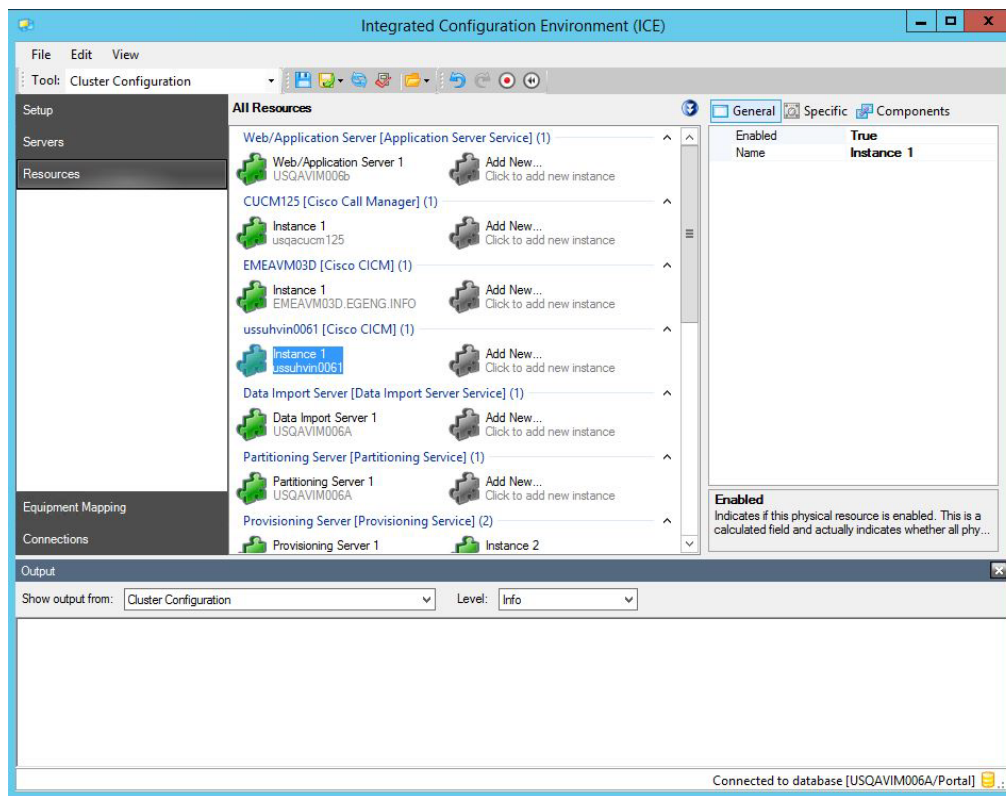 Integrated Configuration Environment (ICE)
File Edit View
Tool: Cluster Configuration
Setup
Servers
Resources
Equipment Mapping
Connections
All Resources
Web/Application Server [Application Server Service] (1)
Web/Application Server 1
USQAVIM006b
Add New...
Click to add new instance
CUCM125 [Cisco Call Manager] (1)
Instance 1
usqacucm125
Add New...
Click to add new instance
EMEAVM03D [Cisco CICM] (1)
Instance 1
EMEAVM03D.EGENG.INFO
Add New...
Click to add new instance
ussuhvin0061 [Cisco CICM] (1)
Instance 1
ussuhvin0061
Add New...
Click to add new instance
Data Import Server [Data Import Server Service] (1)
Data Import Server 1
USQAVIM006A
Add New...
Click to add new instance
Partitioning Server [Partitioning Service] (1)
Partitioning Server 1
USQAVIM006A
Add New...
Click to add new instance
Provisioning Server [Provisioning Service] (2)
Provisioning Server 1
Instance 2
General Specific Components
Enabled True
Name Instance 1
Enabled
Indicates if this physical resource is enabled. This is a
calculated field and actually indicates whether all phy...
Output
Show output from: Cluster Configuration Level: Info
Connected to database [USQAVIM006A/Portal]